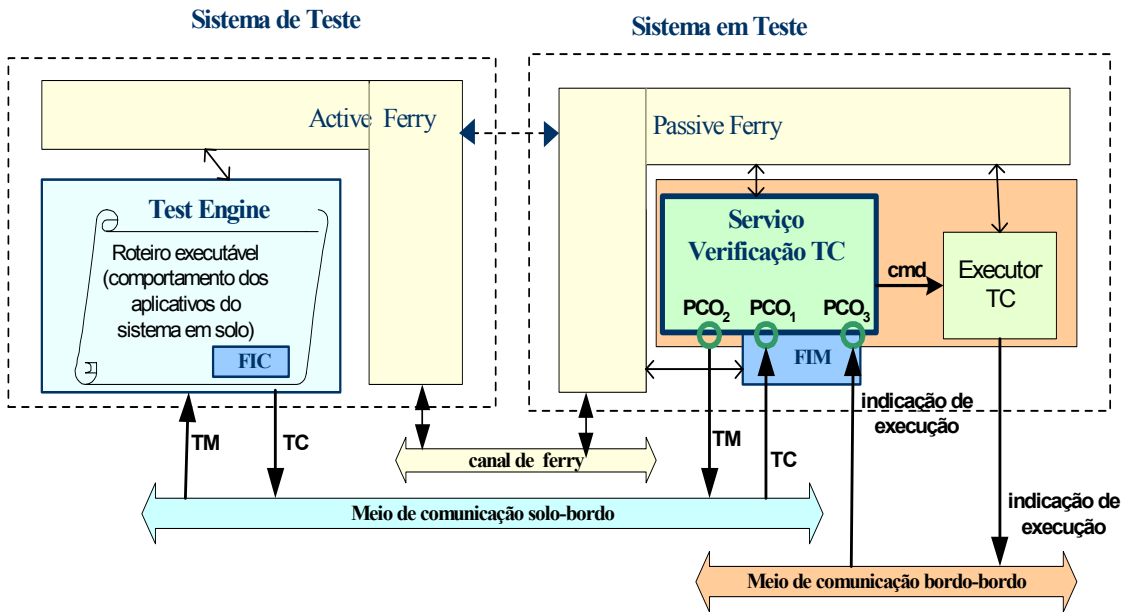 Sistema de Teste
Sistema em Teste
Active Ferry
Passive Ferry
Test Engine
Roteiro executável
(comportamento dos
aplicativos do
sistema em solo)
FIC
Serviço
Verificação TC
PCO2
PCO1
PCO3
FIM
cmd
Executor
TC
TM
TC
canal de ferry
TM
TC
indicação de
execução
indicação de
execução
Meio de comunicação solo-bordo
Meio de comunicação bordo-bordo